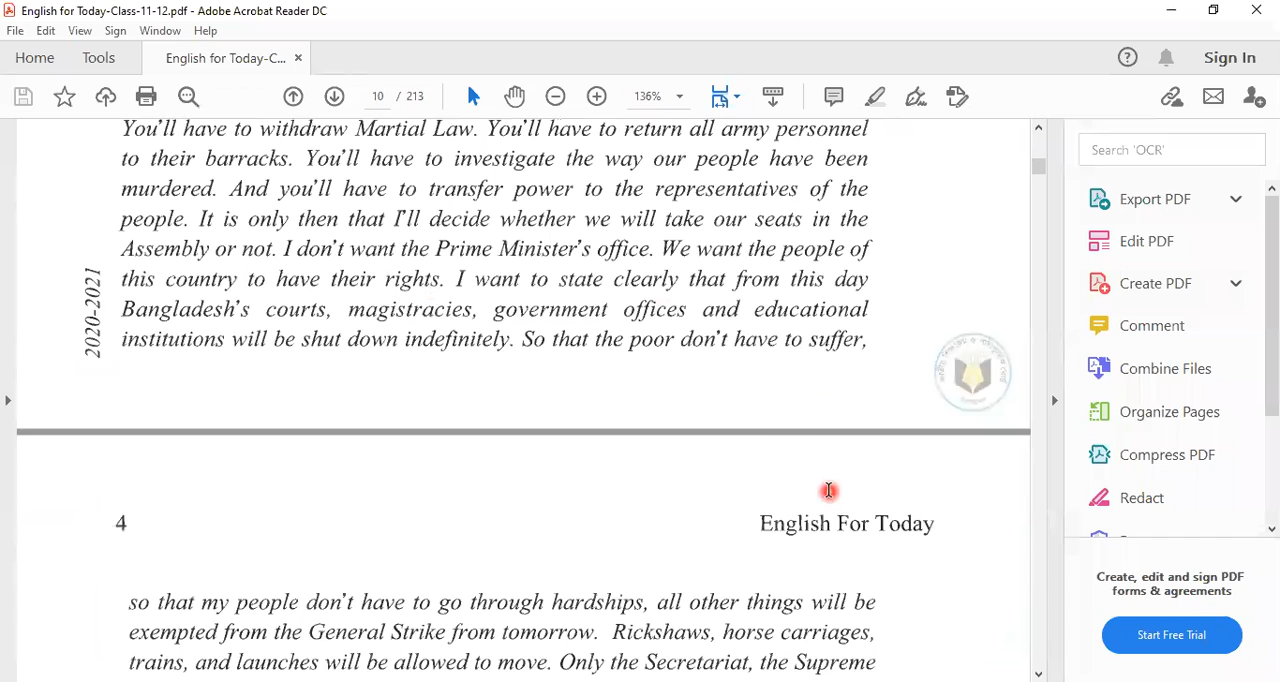 English for Today-Class-11-12.pdf - Adobe Acrobat Reader DC
File Edit View Sign Window Help
Home Tools English for Today-C... × Sign In
10 / 213 136%
You'll have to withdraw Martial Law. You'll have to return all army personnel
to their barracks. You'll have to investigate the way our people have been
murdered. And you'll have to transfer power to the representatives of the
people. It is only then that I'll decide whether we will take our seats in the
Assembly or not. I don't want the Prime Minister's office. We want the people of
this country to have their rights. I want to state clearly that from this day
Bangladesh's courts, magistracies, government offices and educational
institutions will be shut down indefinitely. So that the poor don't have to suffer,
2020-2021
4
English For Today
so that my people don't have to go through hardships, all other things will be
exempted from the General Strike from tomorrow. Rickshaws, horse carriages,
trains, and launches will be allowed to move. Only the Secretariat, the Supreme
Search 'OCR'
Export PDF
Edit PDF
Create PDF
Comment
Combine Files
Organize Pages
Compress PDF
Redact
Create, edit and sign PDF
forms & agreements
Start Free Trial